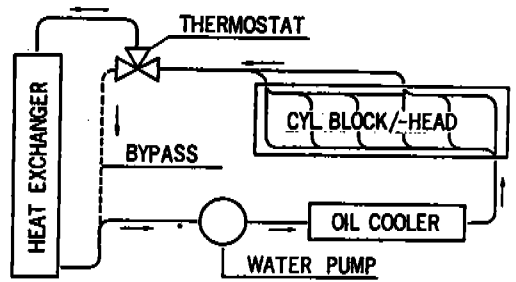 THERMOSTAT
HEAT EXCHANGER
CYL BLOCK/-HEAD
BYPASS
OIL COOLER
WATER PUMP